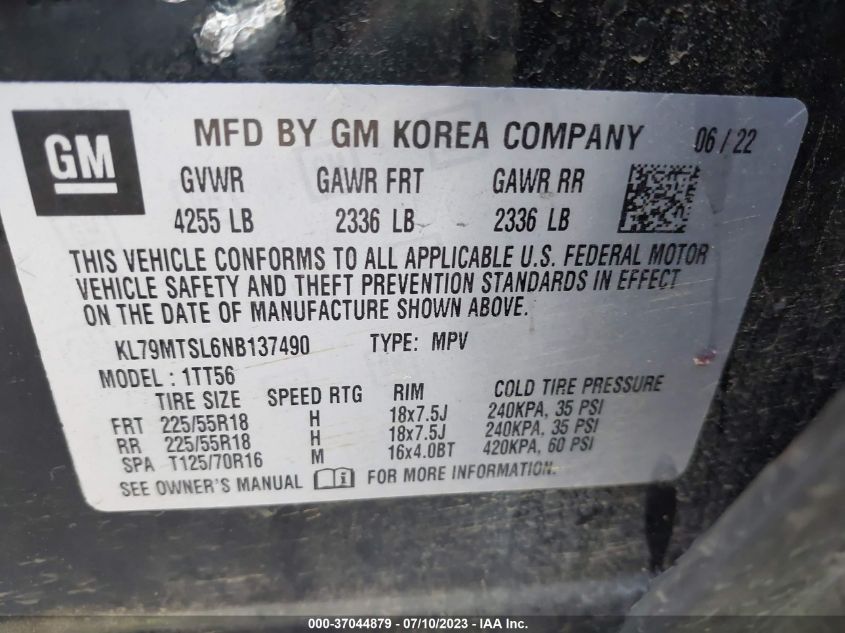 GM
MFD BY GM KOREA COMPANY 06/22
GVWR GAWR FRT GAWR RR
4255 LB 2336 LB 2336 LB
THIS VEHICLE CONFORMS TO ALL APPLICABLE U.S. FEDERAL MOTOR
VEHICLE SAFETY AND THEFT PREVENTION STANDARDS IN EFFECT
ON THE DATE OF MANUFACTURE SHOWN ABOVE.
KL79MTSL6NB137490 TYPE: MPV
MODEL: 1TT56
TIRE SIZE SPEED RTG RIM COLD TIRE PRESSURE
FRT 225/55R18 H 18x7.5J 240KPA, 35 PSI
RR 225/55R18 H 18x7.5J 240KPA, 35 PSI
SPA T125/70R16 M 16x4.0BT 420KPA, 60 PSI
SEE OWNER'S MANUAL FOR MORE INFORMATION.
000-37044879 - 07/10/2023 - IAA Inc.